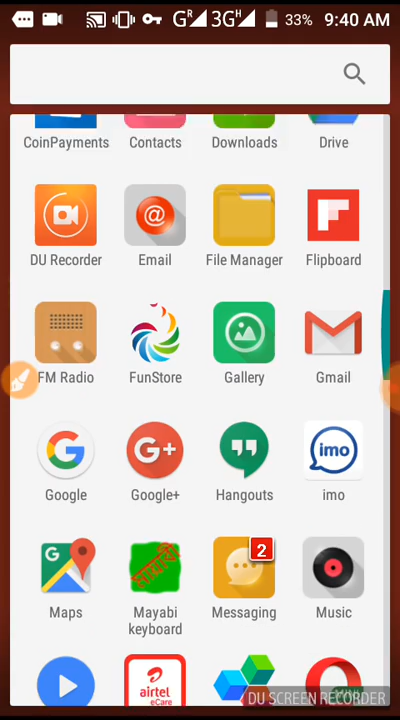 G R 3G H 33% 9:40 AM
CoinPayments Contacts Downloads Drive
@
DU Recorder Email File Manager Flipboard
FM Radio FunStore Gallery Gmail
G G+ imo
Google Google+ Hangouts imo
G 2
Maps Mayabi keyboard Messaging Music
airtel
eCare
DU SCREEN RECORDER